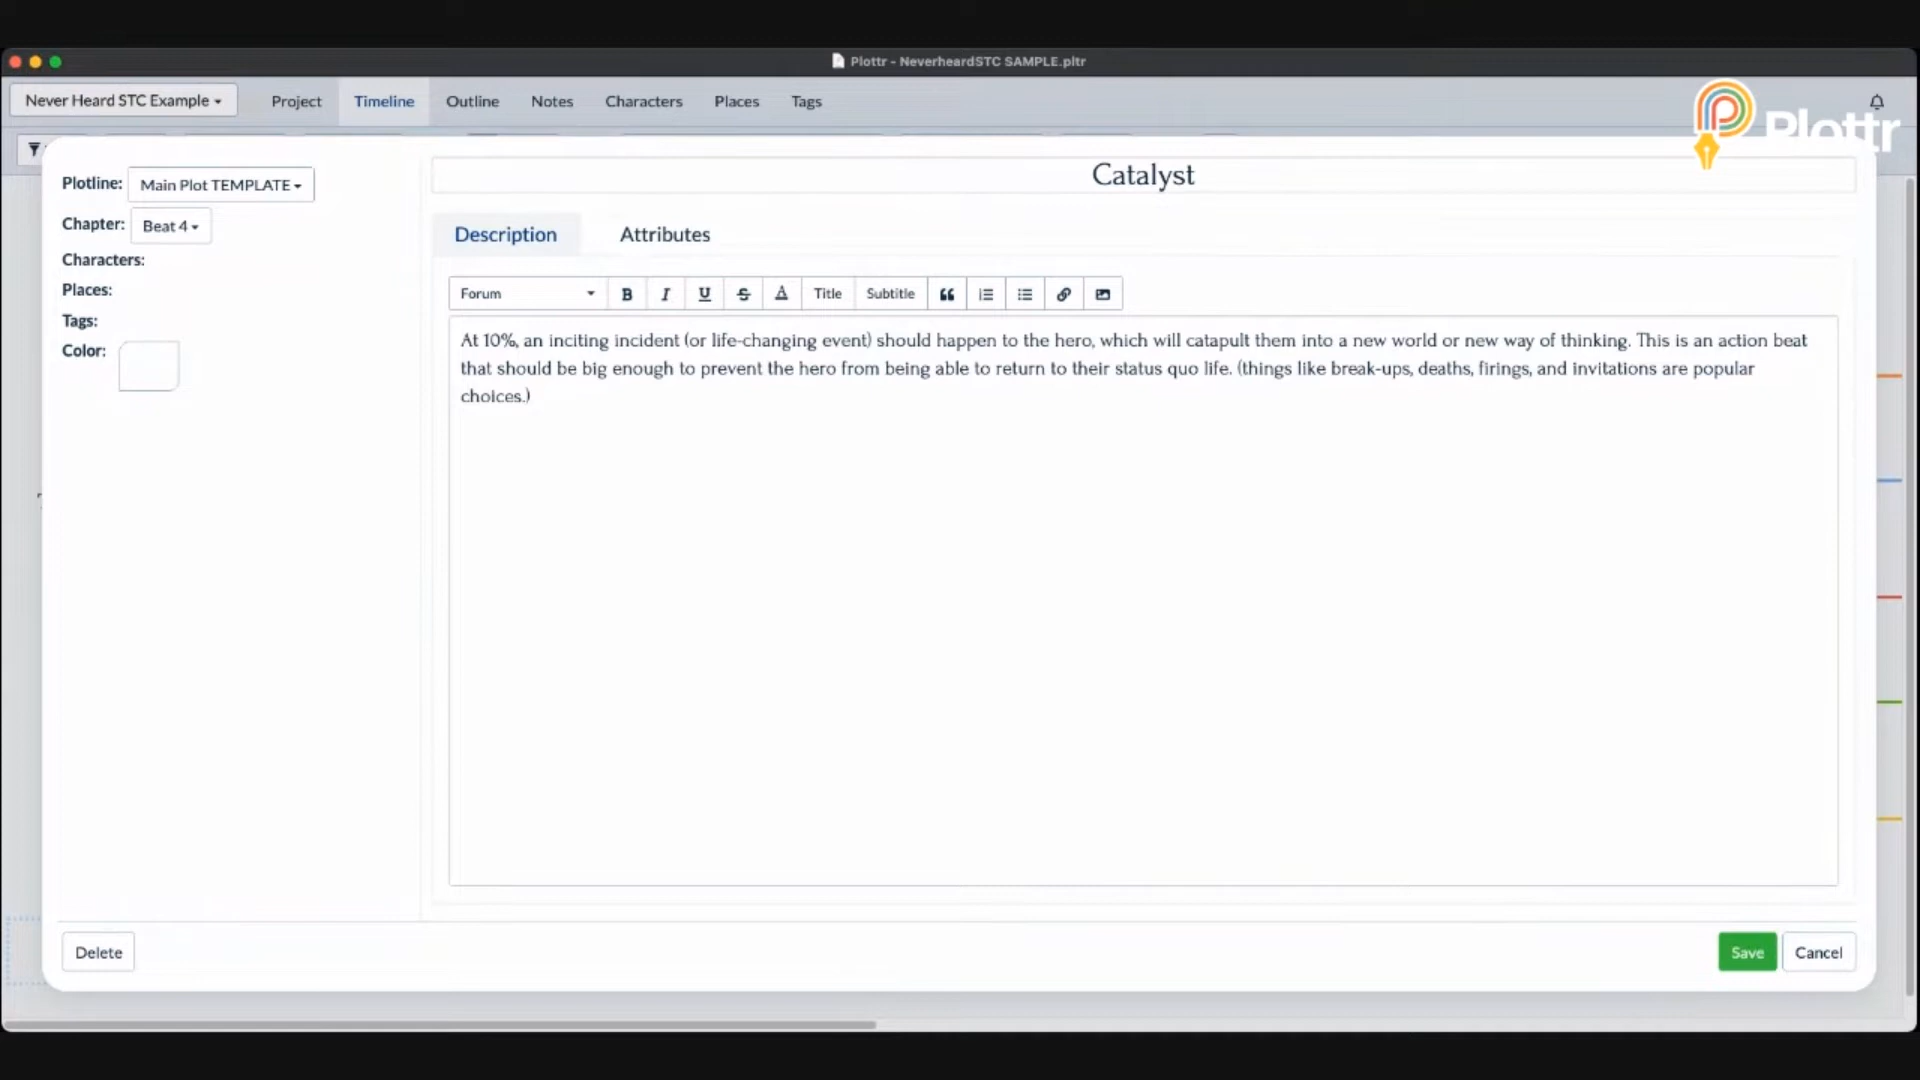 Plottr - NeverheardSTC SAMPLE.pltr
Never Heard STC Example
Project
Timeline
Outline
Notes
Characters
Places
Tags
Plottr
Plotline: Main Plot TEMPLATE
Chapter: Beat 4
Characters:
Places:
Tags:
Color:
Catalyst
Description
Attributes
Forum
B I U S A Title Subtitle
At 10%, an inciting incident (or life-changing event) should happen to the hero, which will catapult them into a new world or new way of thinking. This is an action beat
that should be big enough to prevent the hero from being able to return to their status quo life. (things like break-ups, deaths, firings, and invitations are popular
choices.)
Delete
Save
Cancel